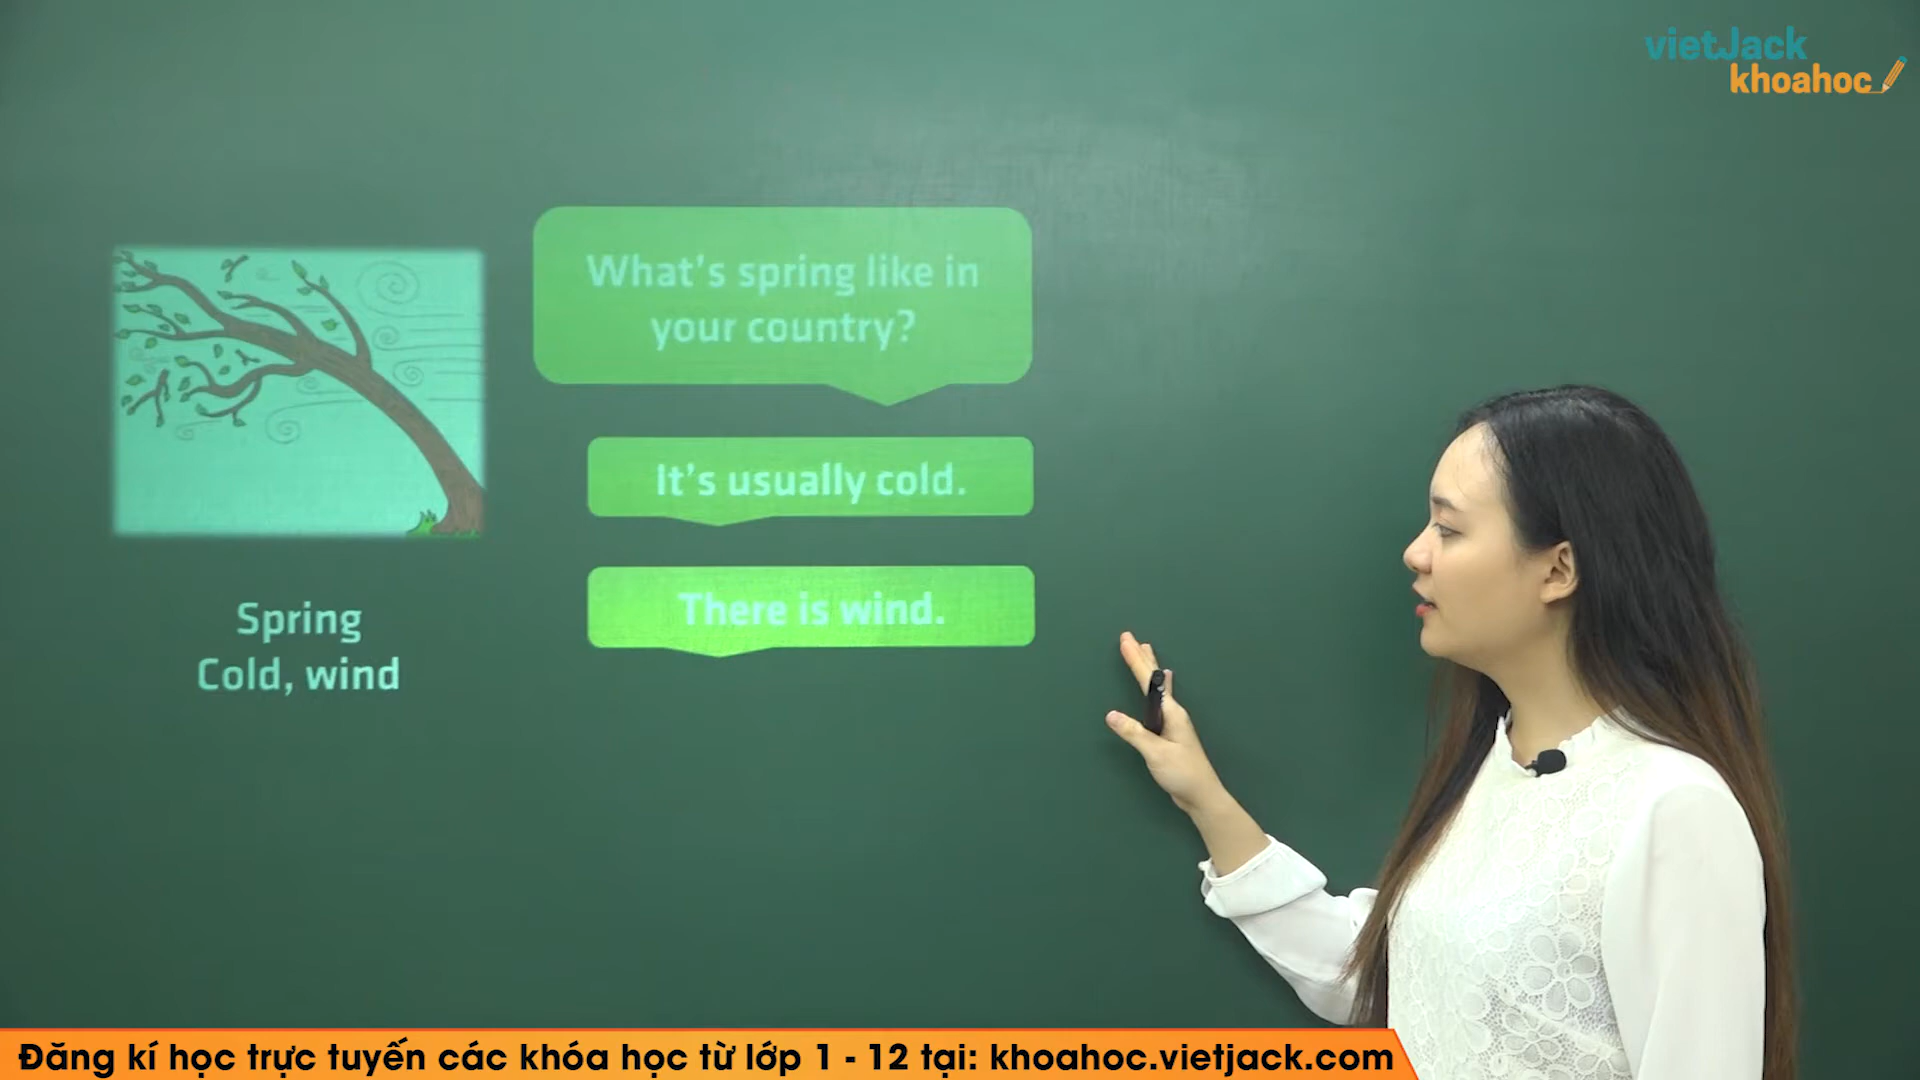 vietJack
khoahoc
What's spring like in
your country?
It's usually cold.
There is wind.
Spring
Cold, wind
Đăng kí học trực tuyến các khóa học từ lớp 1 - 12 tại: khoahoc.vietjack.com